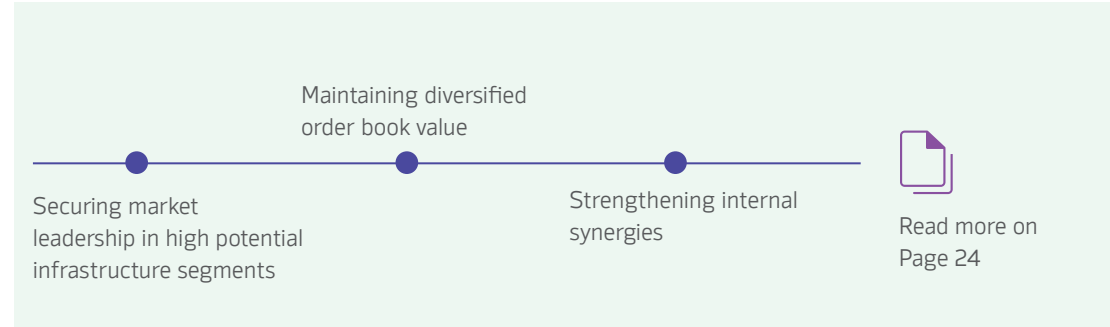 Securing market
leadership in high potential
infrastructure segments
Maintaining diversified
order book value
Strengthening internal
synergies
Read more on
Page 24